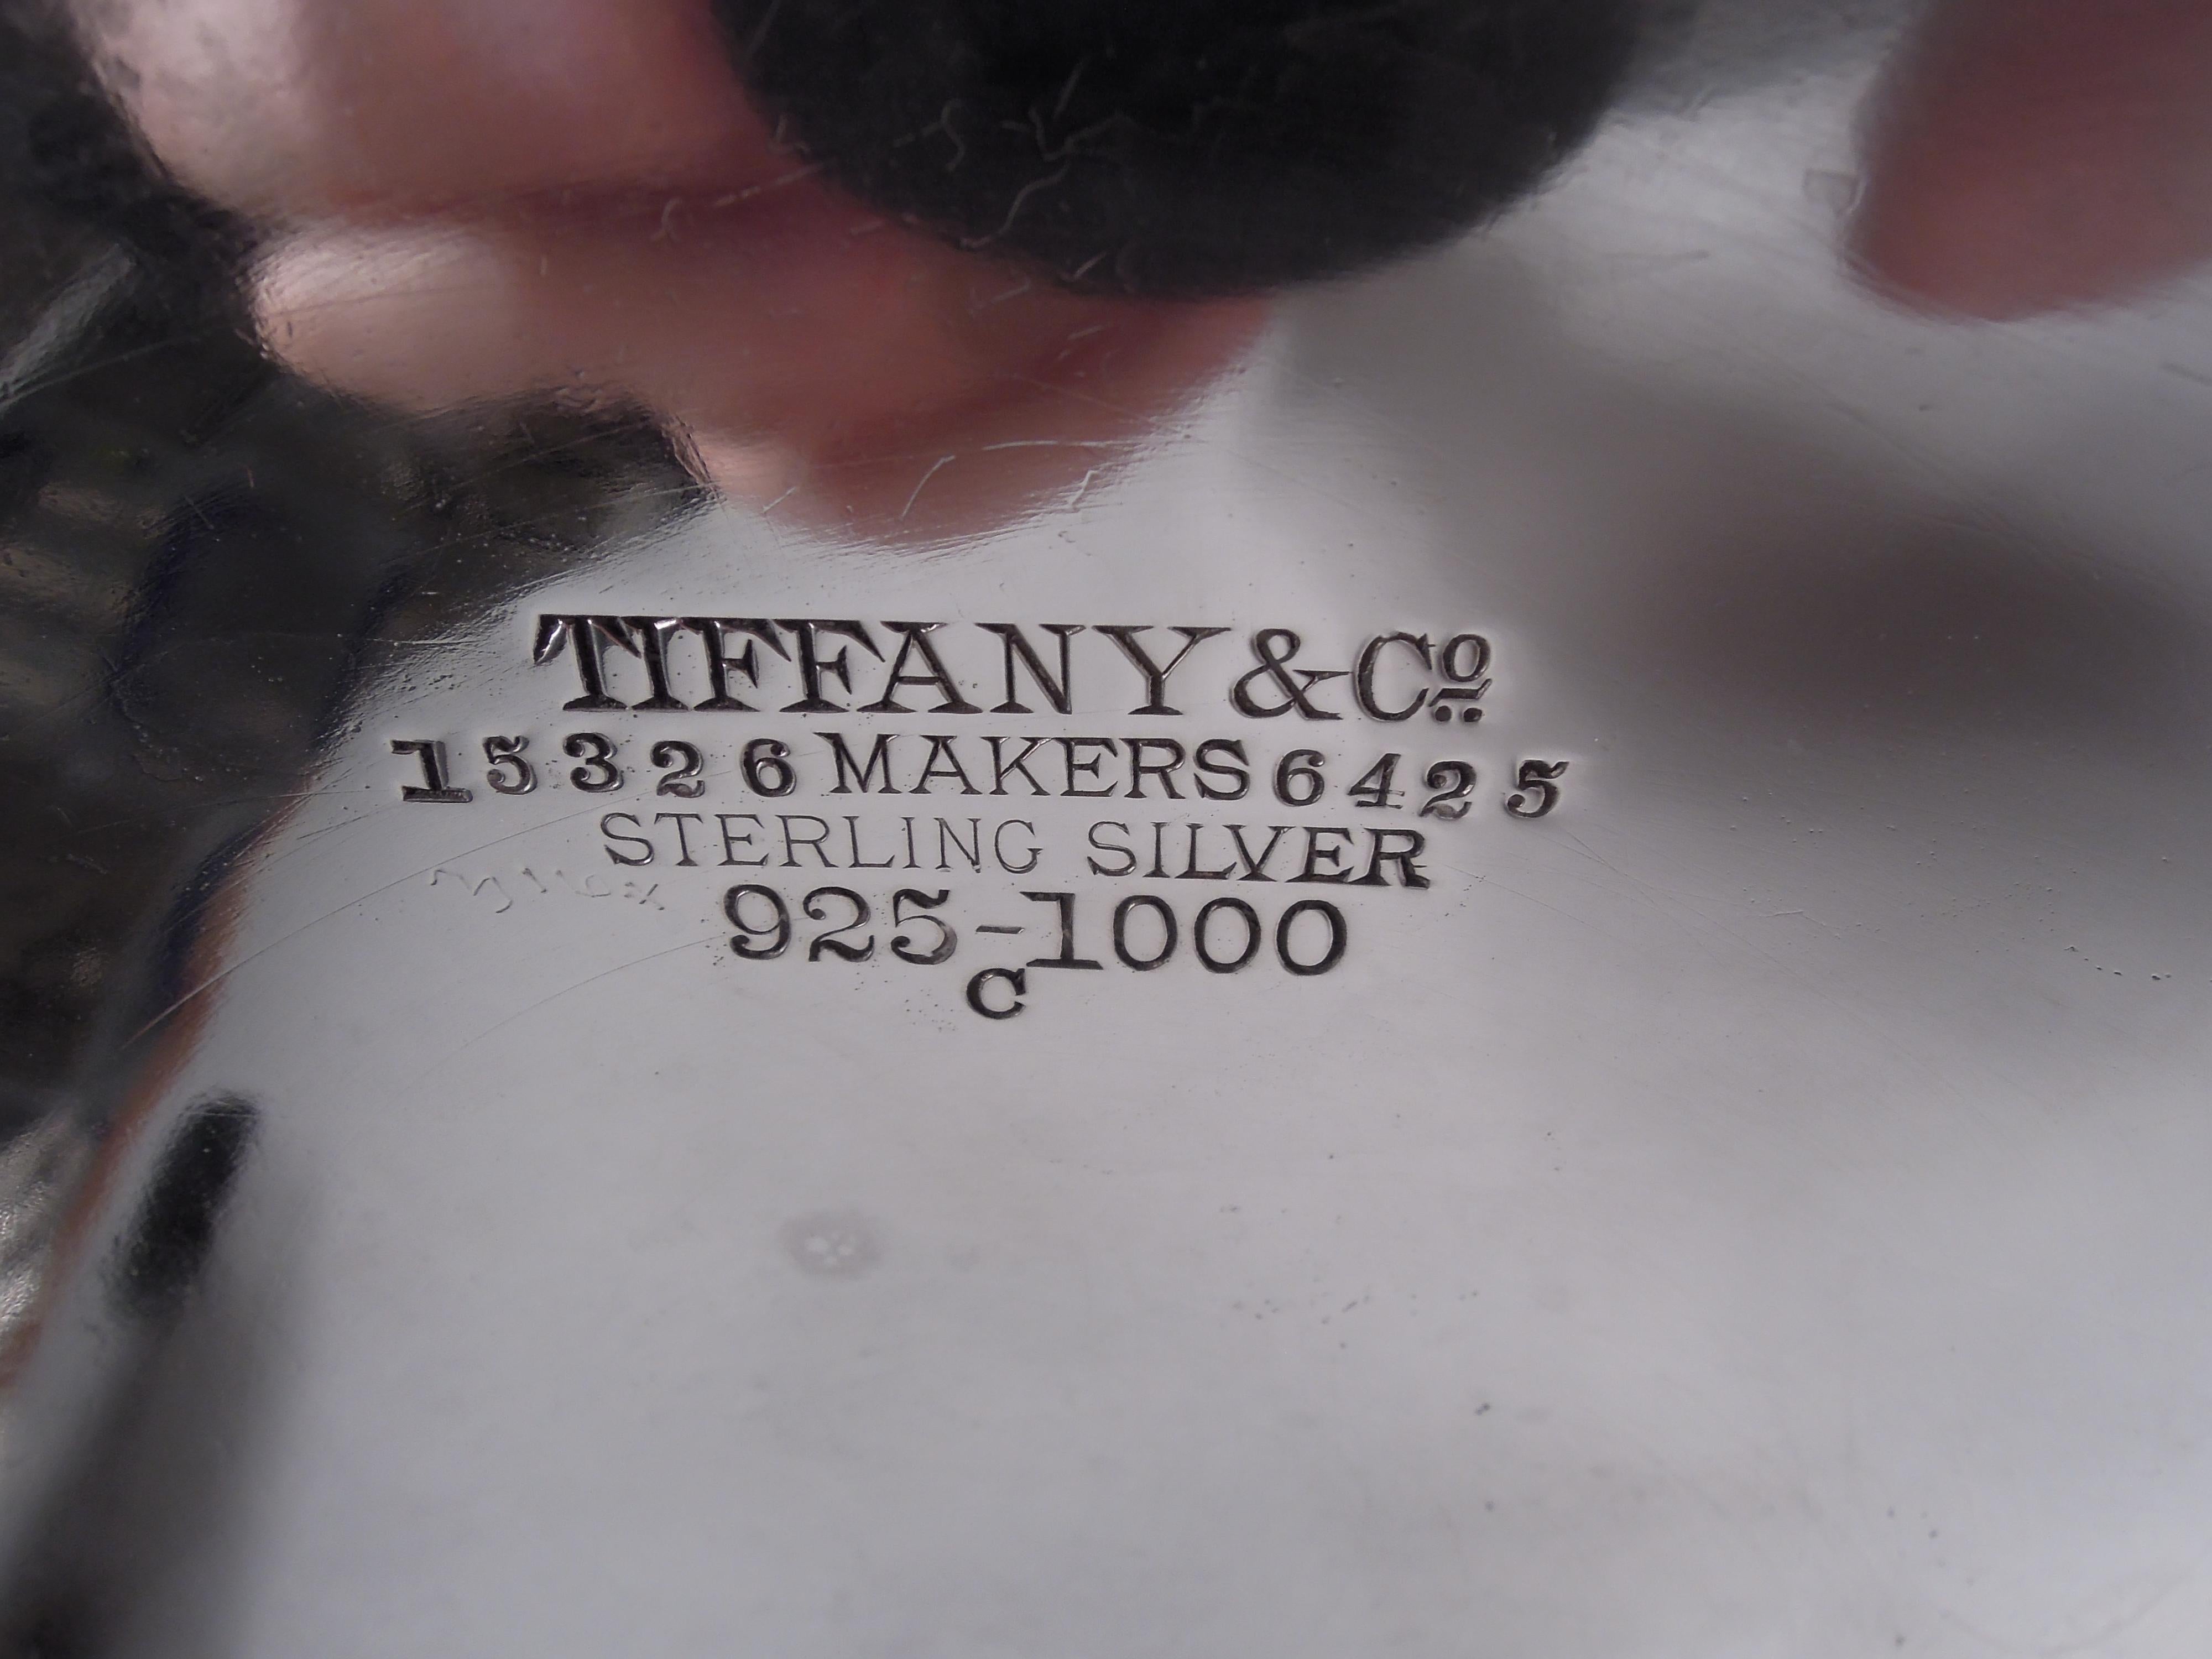 TIFFANY & Cº
15326 MAKERS 6425
STERLING SILVER
925-1000
C